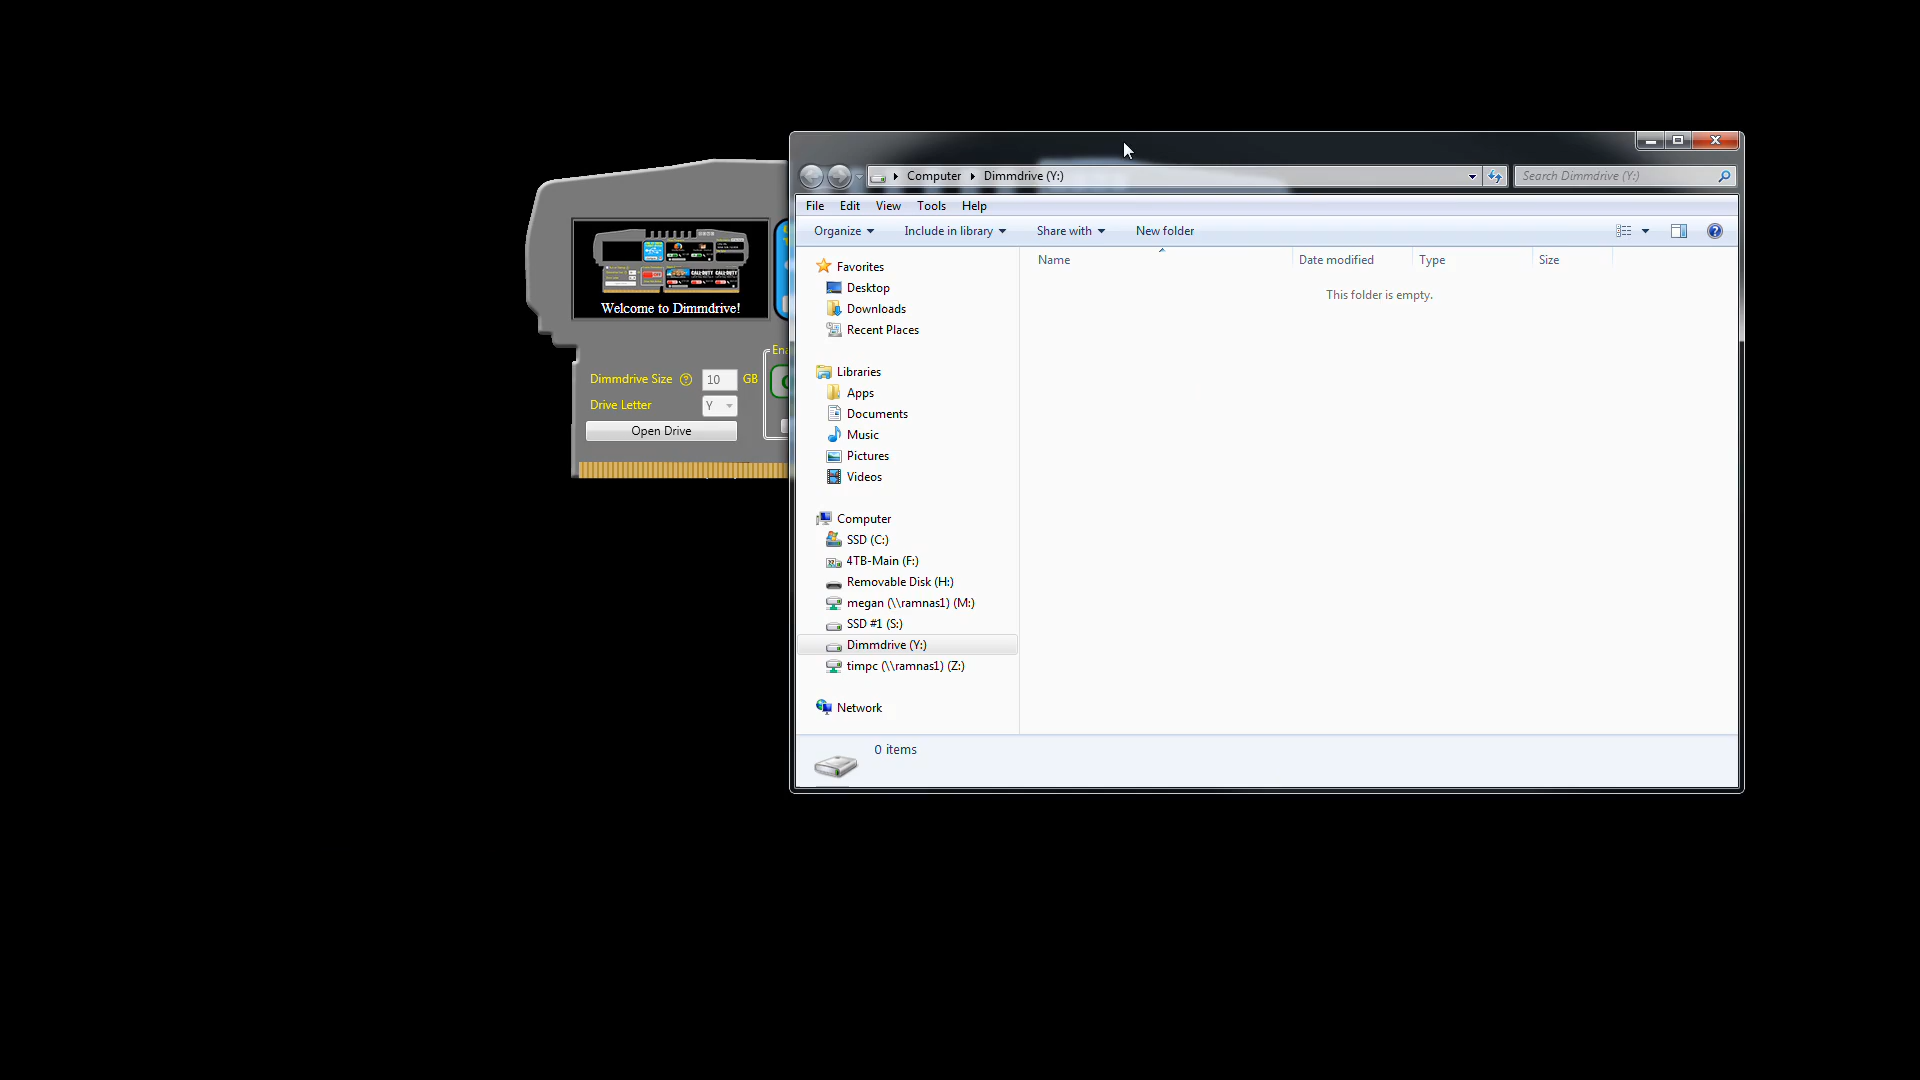 Computer ▸ Dimmdrive (Y:)
Search Dimmdrive (Y:)
File Edit View Tools Help
Organize Include in library Share with New folder
Name Date modified Type Size
This folder is empty.
Favorites
Desktop
Downloads
Recent Places
Libraries
Apps
Documents
Music
Pictures
Videos
Computer
SSD (C:)
4TB-Main (F:)
Removable Disk (H:)
megan (\\ramnas1) (M:)
SSD #1 (S:)
Dimmdrive (Y:)
timpc (\\ramnas1) (Z:)
Network
0 items
Welcome to Dimmdrive!
Dimmdrive Size 10 GB
Drive Letter Y
Open Drive